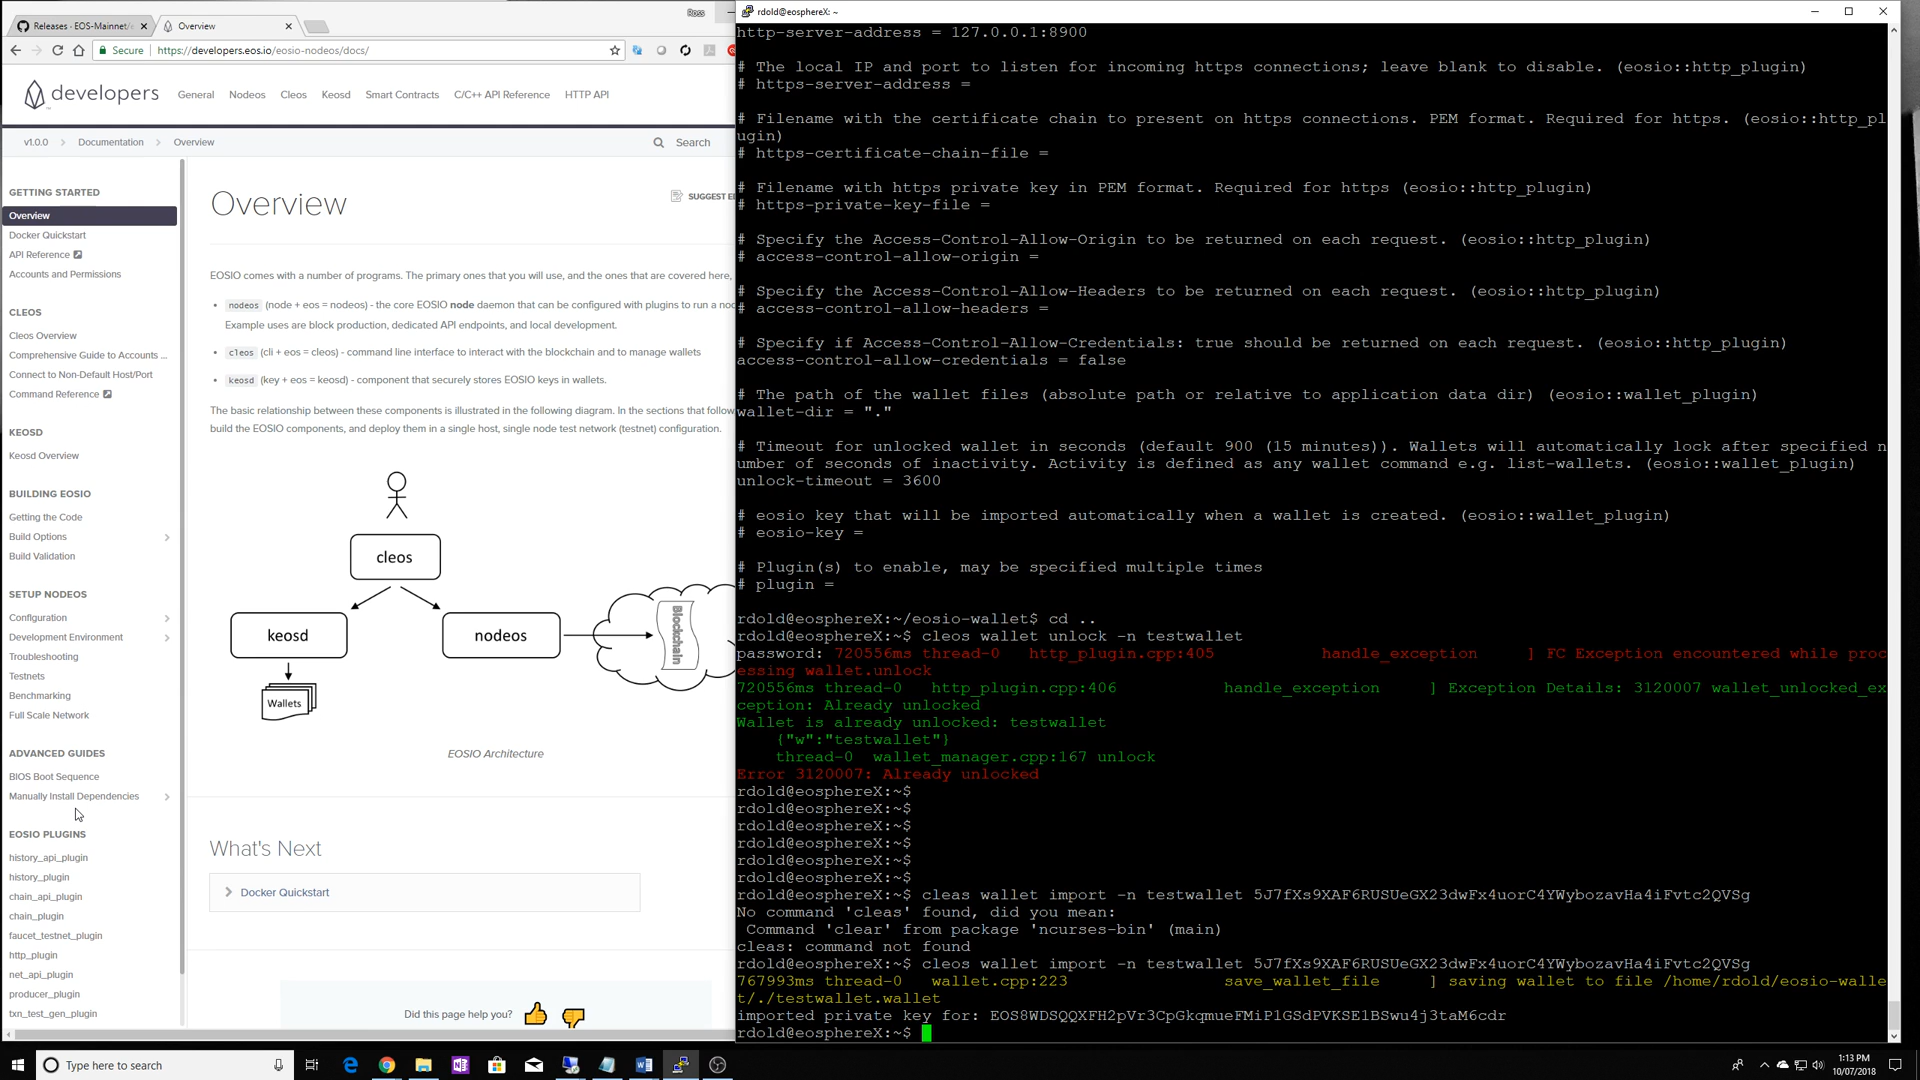 Releases - EOS-Mainnet/e
Overview
Ross
Secure
https://developers.eos.io/eosio-nodeos/docs/
developers
General
Nodeos
Cleos
Keosd
Smart Contracts
C/C++ API Reference
HTTP API
v1.0.0
Documentation
Overview
Search
GETTING STARTED
Overview
Docker Quickstart
API Reference
Accounts and Permissions
CLEOS
Cleos Overview
Comprehensive Guide to Accounts ...
Connect to Non-Default Host/Port
Command Reference
KEOSD
Keosd Overview
BUILDING EOSIO
Getting the Code
Build Options
Build Validation
SETUP NODEOS
Configuration
Development Environment
Troubleshooting
Testnets
Benchmarking
Full Scale Network
ADVANCED GUIDES
BIOS Boot Sequence
Manually Install Dependencies
EOSIO PLUGINS
history_api_plugin
history_plugin
chain_api_plugin
chain_plugin
faucet_testnet_plugin
http_plugin
net_api_plugin
producer_plugin
txn_test_gen_plugin
Overview
SUGGEST E
EOSIO comes with a number of programs. The primary ones that you will use, and the ones that are covered here,
nodeos (node + eos = nodeos) - the core EOSIO node daemon that can be configured with plugins to run a no
Example uses are block production, dedicated API endpoints, and local development.
cleos (cli + eos = cleos) - command line interface to interact with the blockchain and to manage wallets
keosd (key + eos = keosd) - component that securely stores EOSIO keys in wallets.
The basic relationship between these components is illustrated in the following diagram. In the sections that follow
build the EOSIO components, and deploy them in a single host, single node test network (testnet) configuration.
cleos
keosd
nodeos
Blockchain
Wallets
EOSIO Architecture
What's Next
Docker Quickstart
Did this page help you?
rdold@eosphereX: ~
http-server-address = 127.0.0.1:8900
# The local IP and port to listen for incoming https connections; leave blank to disable. (eosio::http_plugin)
# https-server-address =
# Filename with the certificate chain to present on https connections. PEM format. Required for https. (eosio::http_pl
ugin)
# https-certificate-chain-file =
# Filename with https private key in PEM format. Required for https (eosio::http_plugin)
# https-private-key-file =
# Specify the Access-Control-Allow-Origin to be returned on each request. (eosio::http_plugin)
# access-control-allow-origin =
# Specify the Access-Control-Allow-Headers to be returned on each request. (eosio::http_plugin)
# access-control-allow-headers =
# Specify if Access-Control-Allow-Credentials: true should be returned on each request. (eosio::http_plugin)
access-control-allow-credentials = false
# The path of the wallet files (absolute path or relative to application data dir) (eosio::wallet_plugin)
wallet-dir = "."
# Timeout for unlocked wallet in seconds (default 900 (15 minutes)). Wallets will automatically lock after specified n
umber of seconds of inactivity. Activity is defined as any wallet command e.g. list-wallets. (eosio::wallet_plugin)
unlock-timeout = 3600
# eosio key that will be imported automatically when a wallet is created. (eosio::wallet_plugin)
# eosio-key =
# Plugin(s) to enable, may be specified multiple times
# plugin =
rdold@eosphereX:~/eosio-wallet$ cd ..
rdold@eosphereX:~$ cleos wallet unlock -n testwallet
password: 720556ms thread-0   http_plugin.cpp:405           handle_exception     ] FC Exception encountered while proc
essing wallet.unlock
720556ms thread-0   http_plugin.cpp:406           handle_exception     ] Exception Details: 3120007 wallet_unlocked_ex
ception: Already unlocked
Wallet is already unlocked: testwallet
{"w":"testwallet"}
thread-0  wallet_manager.cpp:167 unlock
Error 3120007: Already unlocked
rdold@eosphereX:~$
rdold@eosphereX:~$
rdold@eosphereX:~$
rdold@eosphereX:~$
rdold@eosphereX:~$
rdold@eosphereX:~$
rdold@eosphereX:~$ cleas wallet import -n testwallet 5J7fXs9XAF6RUSUeGX23dwFx4uorC4YWybozavHa4iFvtc2QVSg
No command 'cleas' found, did you mean:
Command 'clear' from package 'ncurses-bin' (main)
cleas: command not found
rdold@eosphereX:~$ cleos wallet import -n testwallet 5J7fXs9XAF6RUSUeGX23dwFx4uorC4YWybozavHa4iFvtc2QVSg
767993ms thread-0   wallet.cpp:223                save_wallet_file     ] saving wallet to file /home/rdold/eosio-walle
t/./testwallet.wallet
imported private key for: EOS8WDSQQXFH2pVr3CpGkqmueFMiP1GSdPVKSE1BSwu4j3taM6cdr
rdold@eosphereX:~$
Type here to search
1:13 PM
10/07/2018